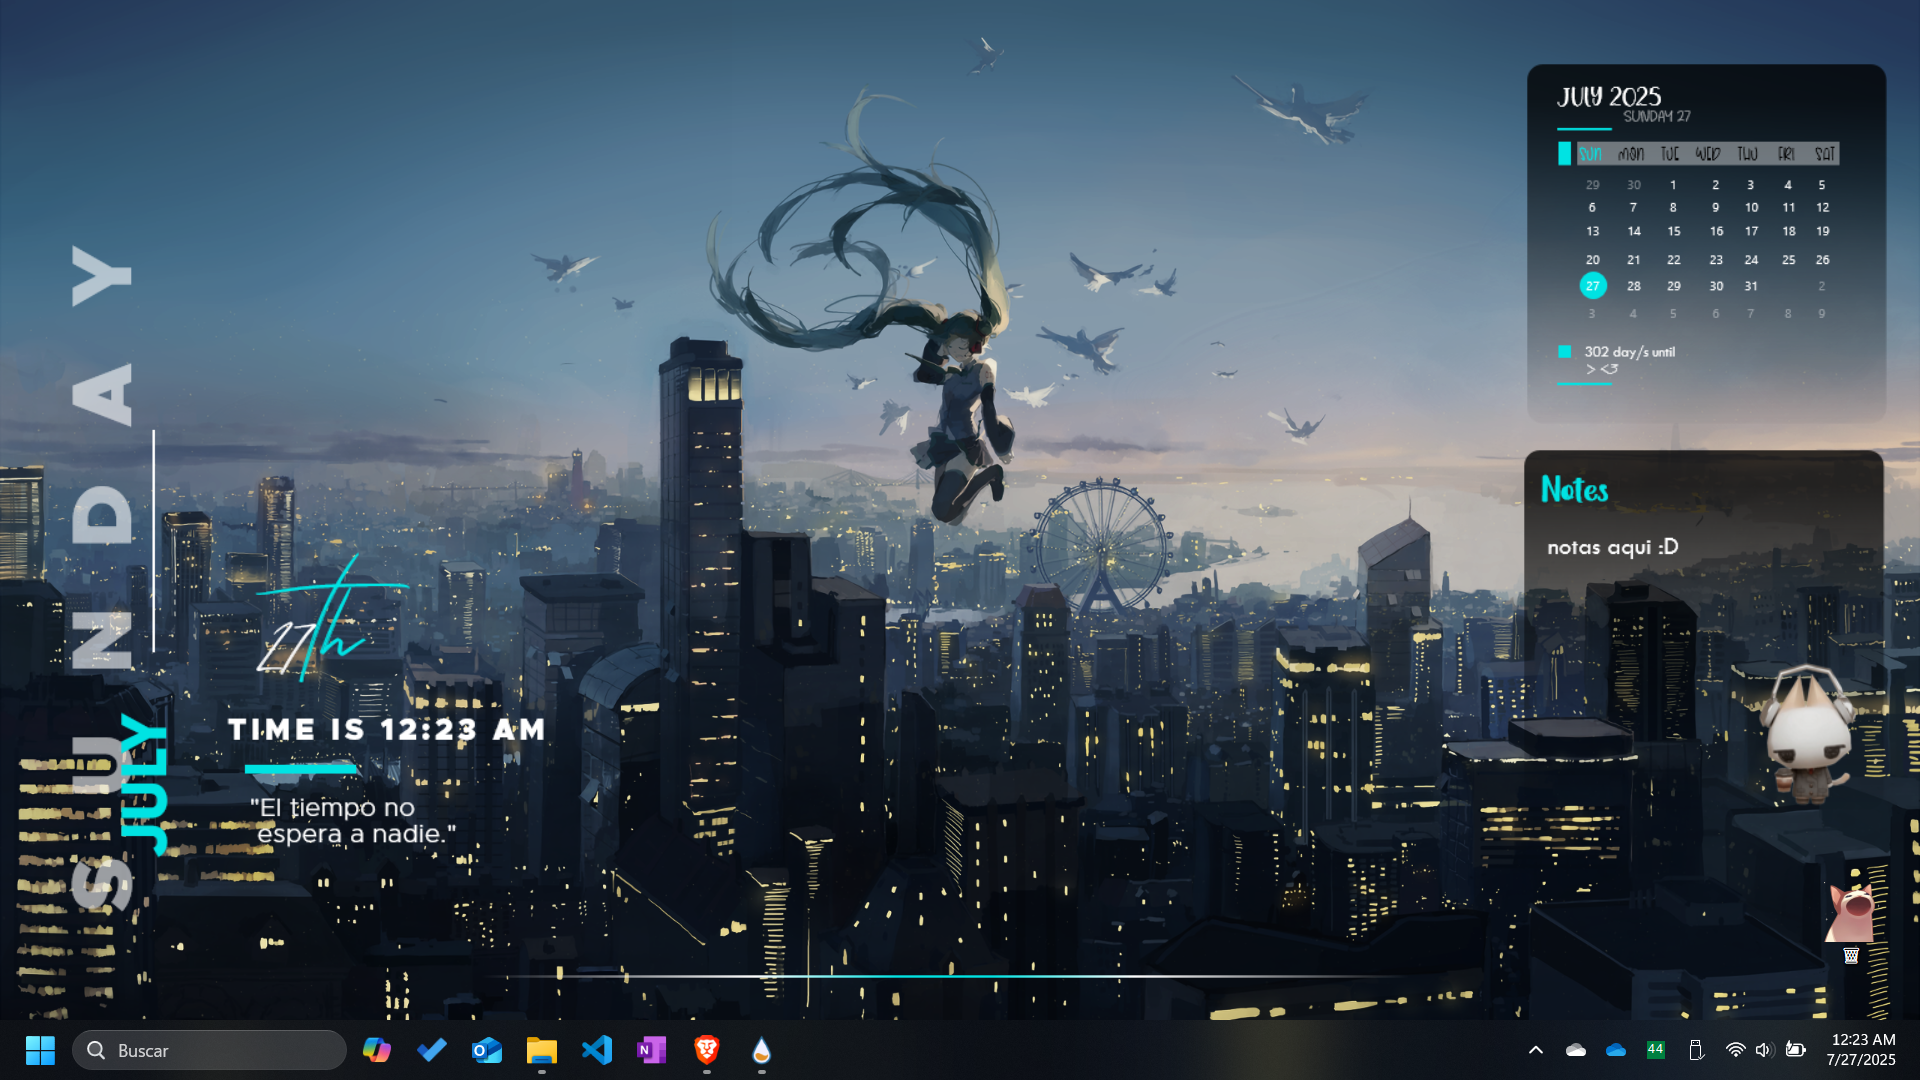 SUNDAY
JULY
27Th
TIME IS 12:23 AM
"El tiempo no
espera a nadie."
JULY 2025
SUNDAY 27
SUN MON TUE WED THU FRI SAT
29 30 1 2 3 4 5
6 7 8 9 10 11 12
13 14 15 16 17 18 19
20 21 22 23 24 25 26
27 28 29 30 31 2
3 4 5 6 7 8 9
302 day/s until
> <3
Notes
notas aqui :D
Buscar
44
12:23 AM
7/27/2025